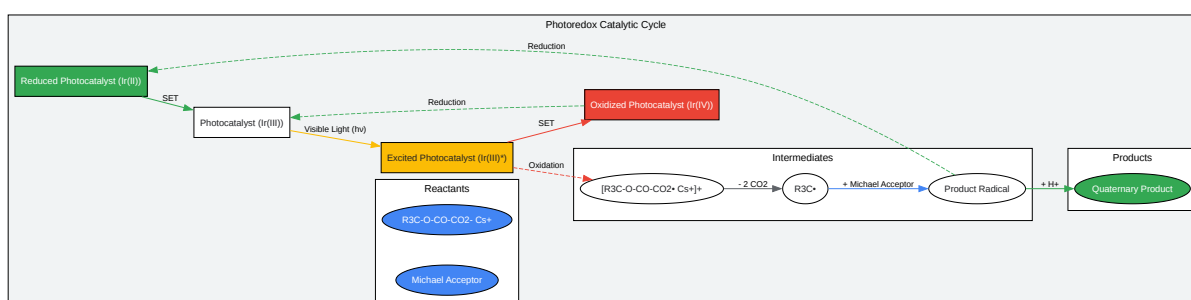 Photoredox Catalytic Cycle
Reduction
Reduced Photocatalyst (Ir(II))
SET
Photocatalyst (Ir(III))
Reduction
Oxidized Photocatalyst (Ir(IV))
Visible Light (hν)
SET
Excited Photocatalyst (Ir(III)*)
Oxidation
Intermediates
[R3C-O-CO-CO2• Cs+]+
- 2 CO2
R3C•
+ Michael Acceptor
Product Radical
+ H+
Products
Quaternary Product
Reactants
R3C-O-CO-CO2- Cs+
Michael Acceptor